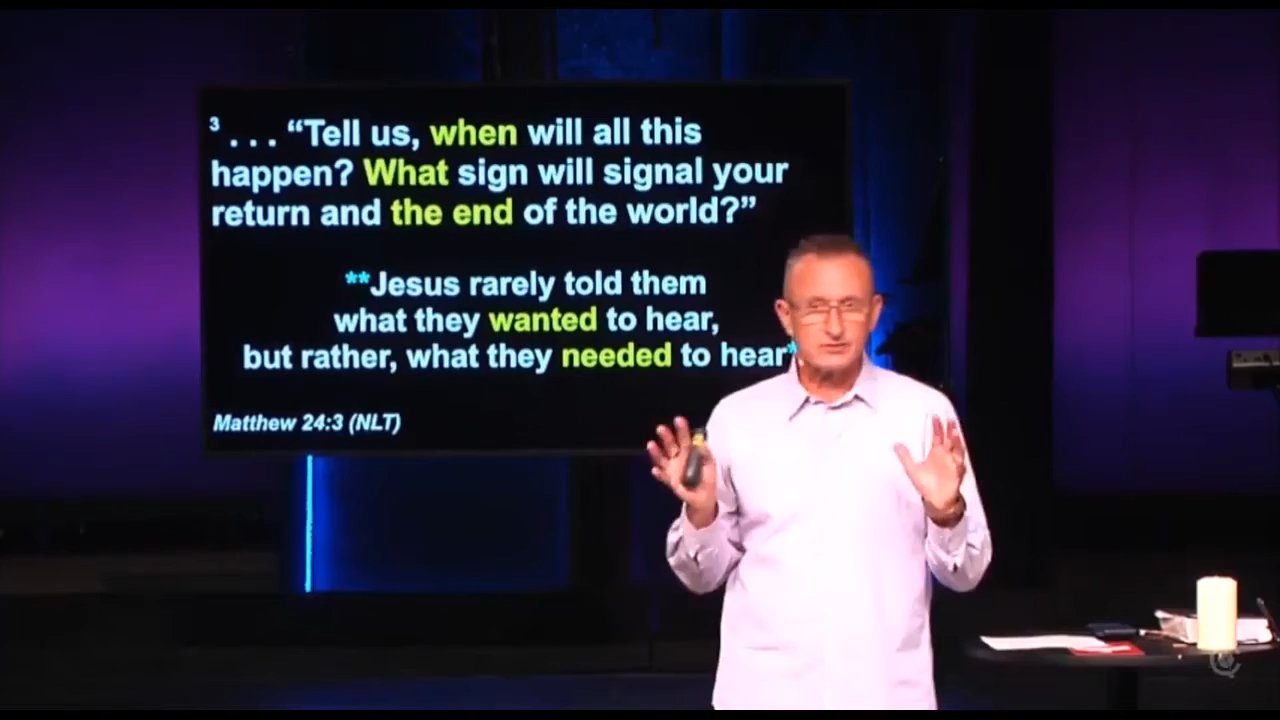 3 . . . “Tell us, when will all this
happen? What sign will signal your
return and the end of the world?”
**Jesus rarely told them
what they wanted to hear,
but rather, what they needed to hear*
Matthew 24:3 (NLT)